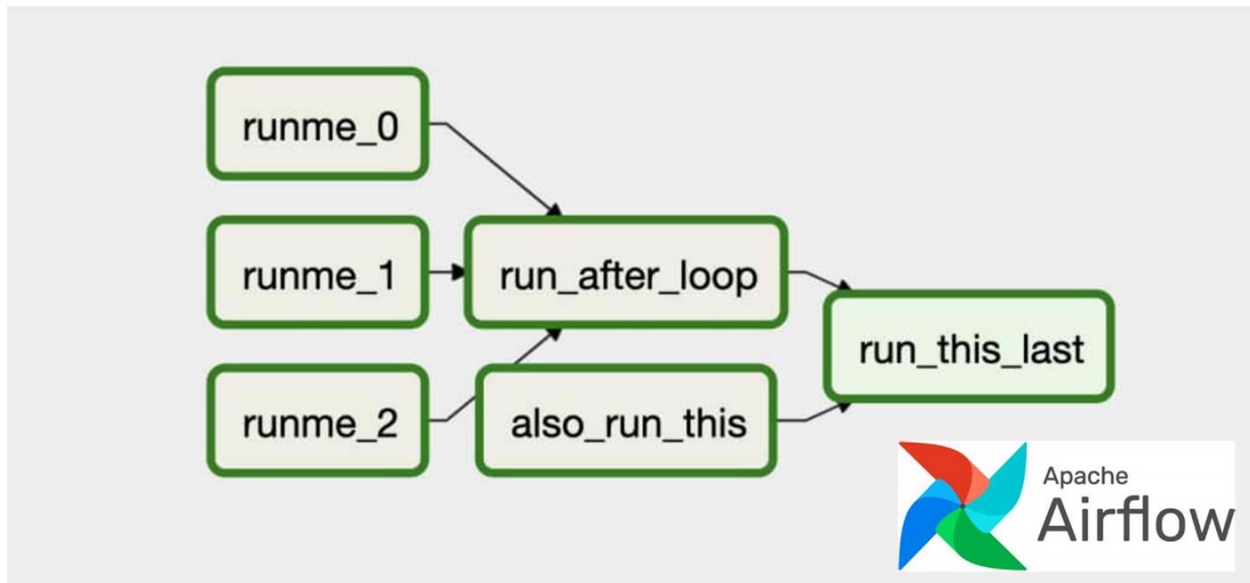 runme_0
runme_1
run_after_loop
run_this_last
runme_2
also_run_this
Apache
Airflow